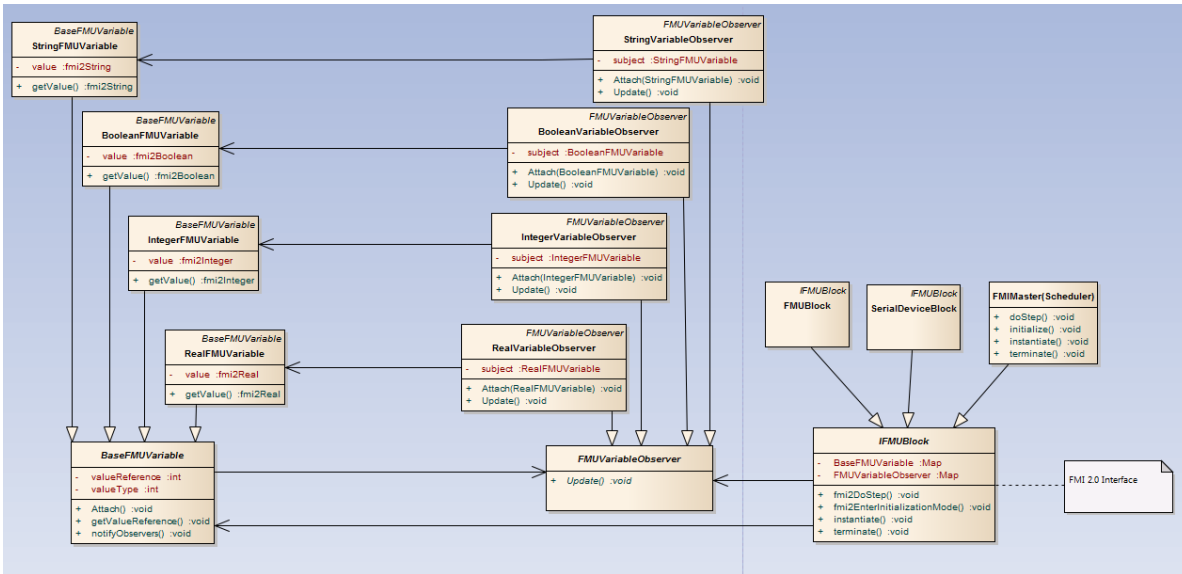 BaseFMUVariable
StringFMUVariable
- value :fmi2String
+ getValue() :fmi2String
FMUVariableObserver
StringVariableObserver
- subject :StringFMUVariable
+ Attach(StringFMUVariable) :void
+ Update() :void
BaseFMUVariable
BooleanFMUVariable
- value :fmi2Boolean
+ getValue() :fmi2Boolean
FMUVariableObserver
BooleanVariableObserver
- subject :BooleanFMUVariable
+ Attach(BooleanFMUVariable) :void
+ Update() :void
BaseFMUVariable
IntegerFMUVariable
- value :fmi2Integer
+ getValue() :fmi2Integer
FMUVariableObserver
IntegerVariableObserver
- subject :IntegerFMUVariable
+ Attach(IntegerFMUVariable) :void
+ Update() :void
IFMUBlock
FMUBlock
IFMUBlock
SerialDeviceBlock
FMIMaster(Scheduler)
+ doStep() :void
+ initialize() :void
+ instantiate() :void
+ terminate() :void
BaseFMUVariable
RealFMUVariable
- value :fmi2Real
+ getValue() :fmi2Real
FMUVariableObserver
RealVariableObserver
- subject :RealFMUVariable
+ Attach(RealFMUVariable) :void
+ Update() :void
BaseFMUVariable
- valueReference :int
- valueType :int
+ Attach() :void
+ getValueReference() :void
+ notifyObservers() :void
FMUVariableObserver
+ Update() :void
IFMUBlock
- BaseFMUVariable :Map
- FMUVariableObserver :Map
+ fmi2DoStep() :void
+ fmi2EnterInitializationMode() :void
+ instantiate() :void
+ terminate() :void
FMI 2.0 Interface